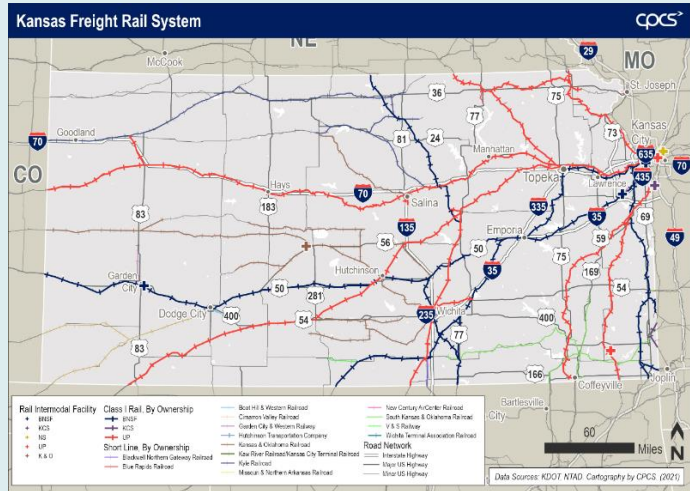 Kansas Freight Rail System
cpcs
NE
McCook
29
MO
St. Joseph
36
75
77
Goodland
81
24
73
Kansas
City
70
Manhattan
635
CO
Topeka
70
Lawrence
435
Hays
70
Salina
183
335
83
135
35
69
56
Emporia
59
49
50
75
Garden
City
Hutchinson
169
35
50
281
54
Dodge City
400
54
Wichita
235
400
83
77
166
Joplin
Coffeyville
Bartlesville
Rail Intermodal Facility
BNSF
KCS
NS
UP
K & O
Class I Rail, By Ownership
BNSF
KCS
UP
Short Line, By Ownership
Blackwell Northern Gateway Railroad
Blue Rapids Railroad
Boot Hill & Western Railroad
Cimarron Valley Railroad
Garden City & Western Railway
Hutchinson Transportation Company
Kansas & Oklahoma Railroad
Kaw River Railroad/Kansas City Terminal Railroad
Kyle Railroad
Missouri & Northern Arkansas Railroad
New Century AirCenter Railroad
South Kansas & Oklahoma Railroad
V & S Railway
Wichita Terminal Association Railroad
Road Network
Interstate Highway
Major US Highway
Minor US Highway
60
Miles
N
Data Sources: KDOT, NTAD. Cartography by CPCS. (2021)